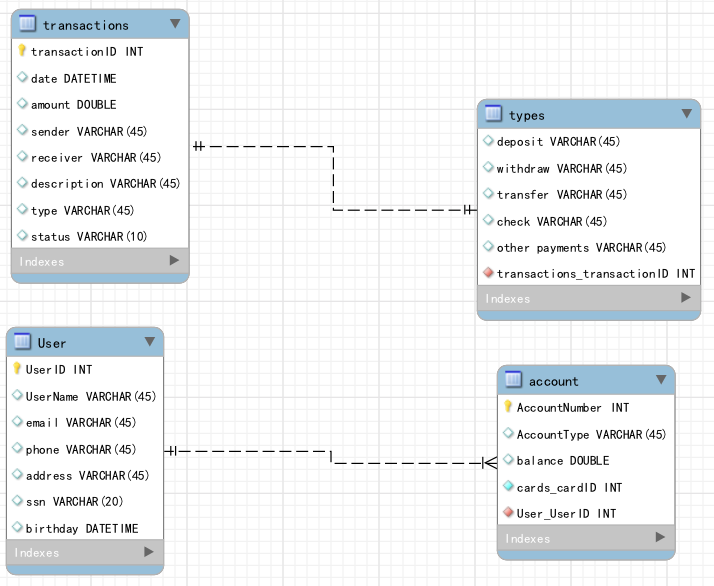 transactions
transactionID INT
date DATETIME
amount DOUBLE
sender VARCHAR(45)
receiver VARCHAR(45)
description VARCHAR(45)
type VARCHAR(45)
status VARCHAR(10)
Indexes
types
deposit VARCHAR(45)
withdraw VARCHAR(45)
transfer VARCHAR(45)
check VARCHAR(45)
other payments VARCHAR(45)
transactions_transactionID INT
Indexes
User
UserID INT
UserName VARCHAR(45)
email VARCHAR(45)
phone VARCHAR(45)
address VARCHAR(45)
ssn VARCHAR(20)
birthday DATETIME
Indexes
account
AccountNumber INT
AccountType VARCHAR(45)
balance DOUBLE
cards_cardID INT
User_UserID INT
Indexes